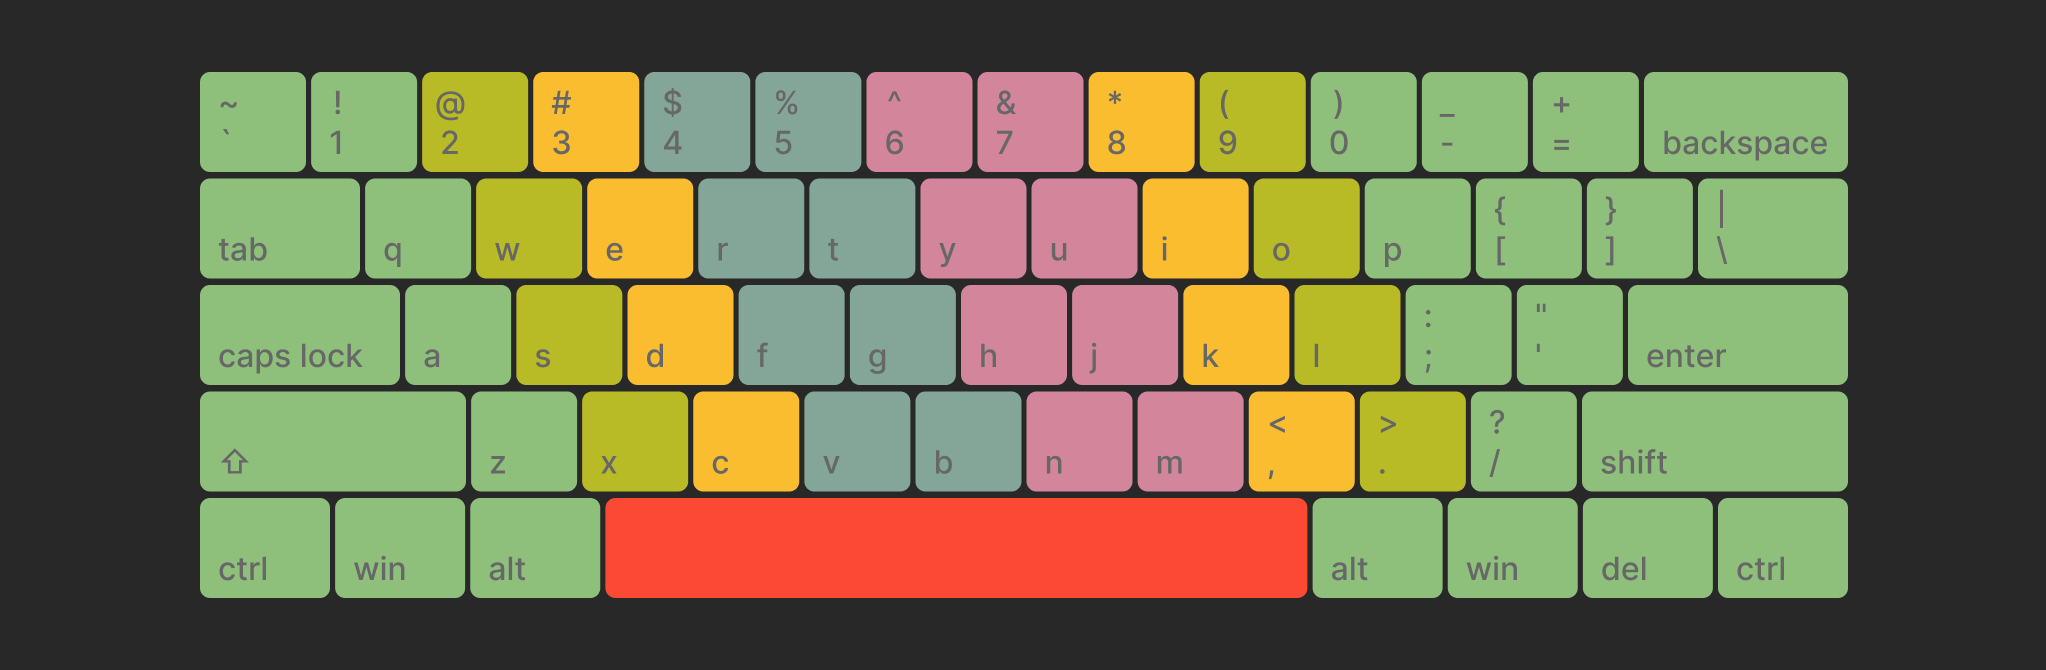 ~ ! @ # $ % ^ & * ( ) _ +
` 1 2 3 4 5 6 7 8 9 0 - = backspace
{ } |
tab q w e r t y u i o p [ ] \
: "
caps lock a s d f g h j k l ; ' enter
< > ?
⇧ z x c v b n m , . / shift
ctrl win alt alt win del ctrl